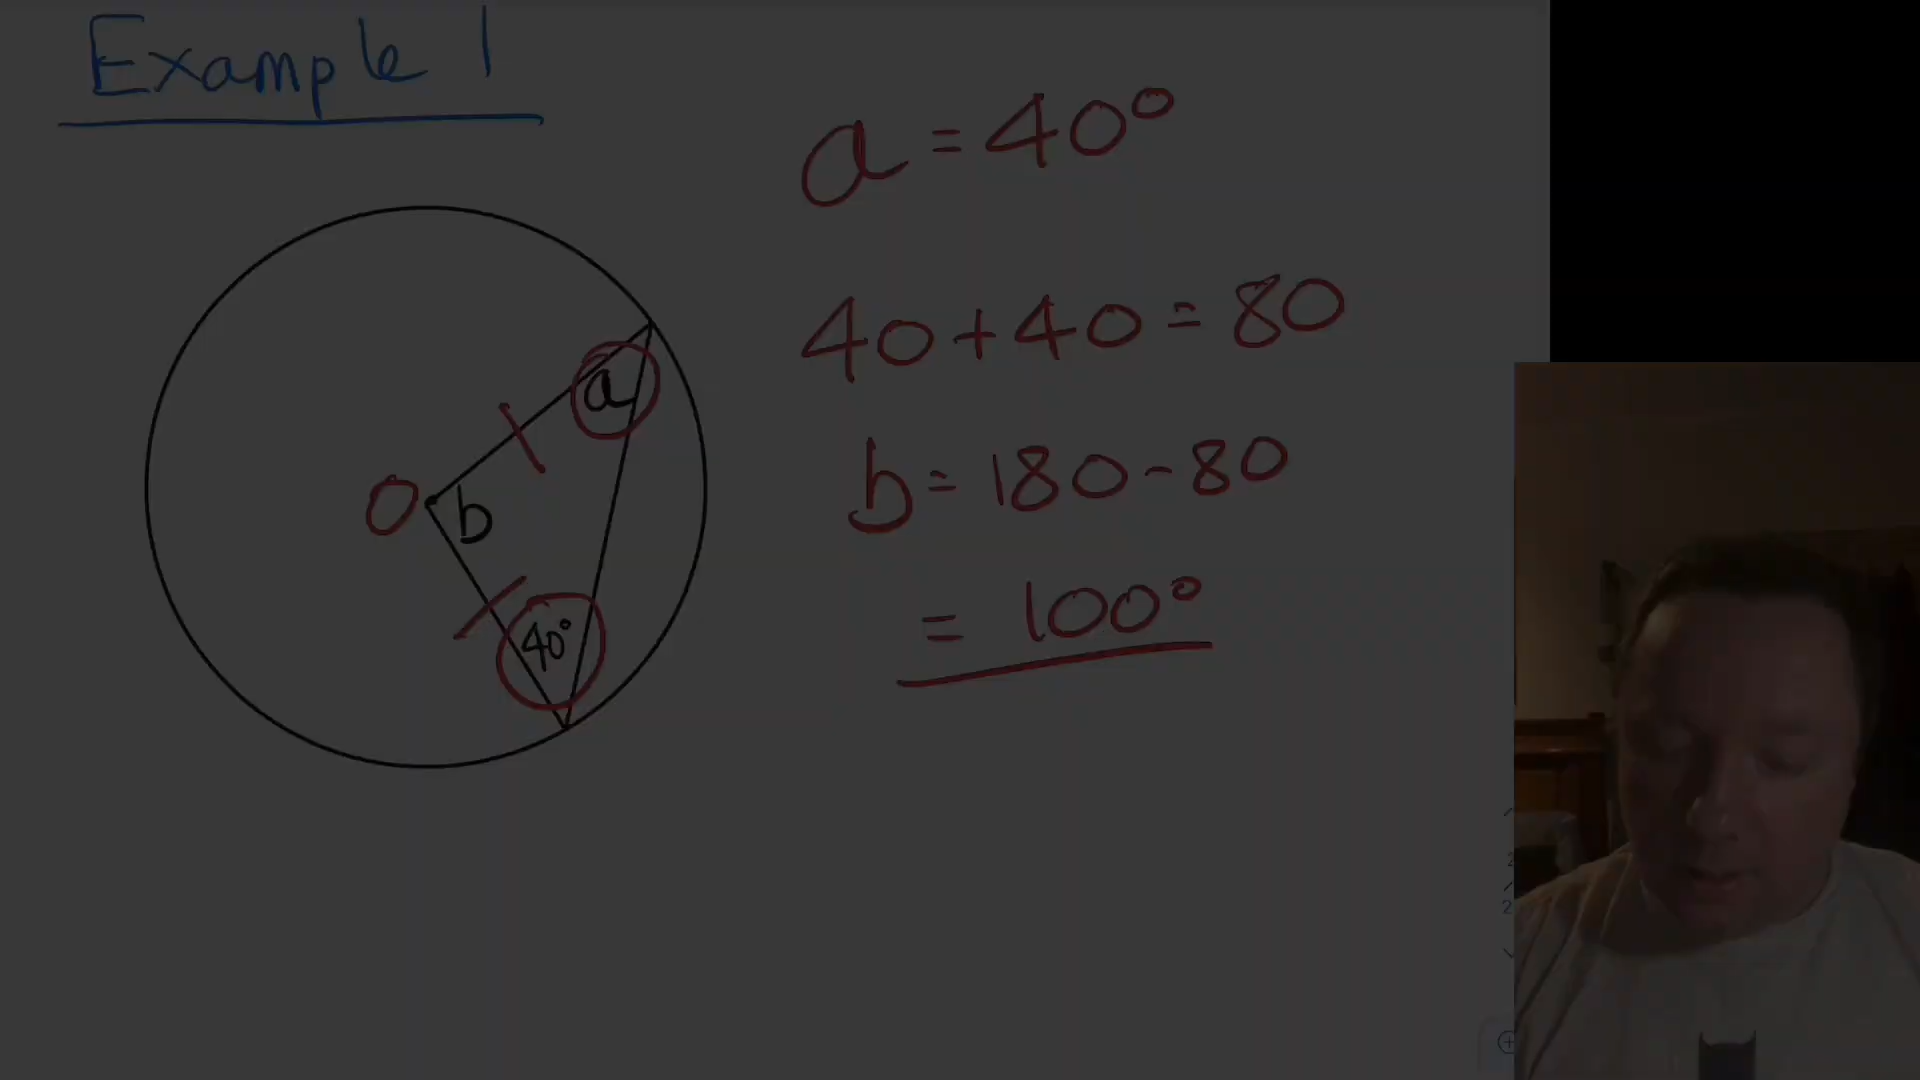 Example 1
a = 40°
40 + 40 = 80
b = 180 - 80
= 100°
a
O
b
40°